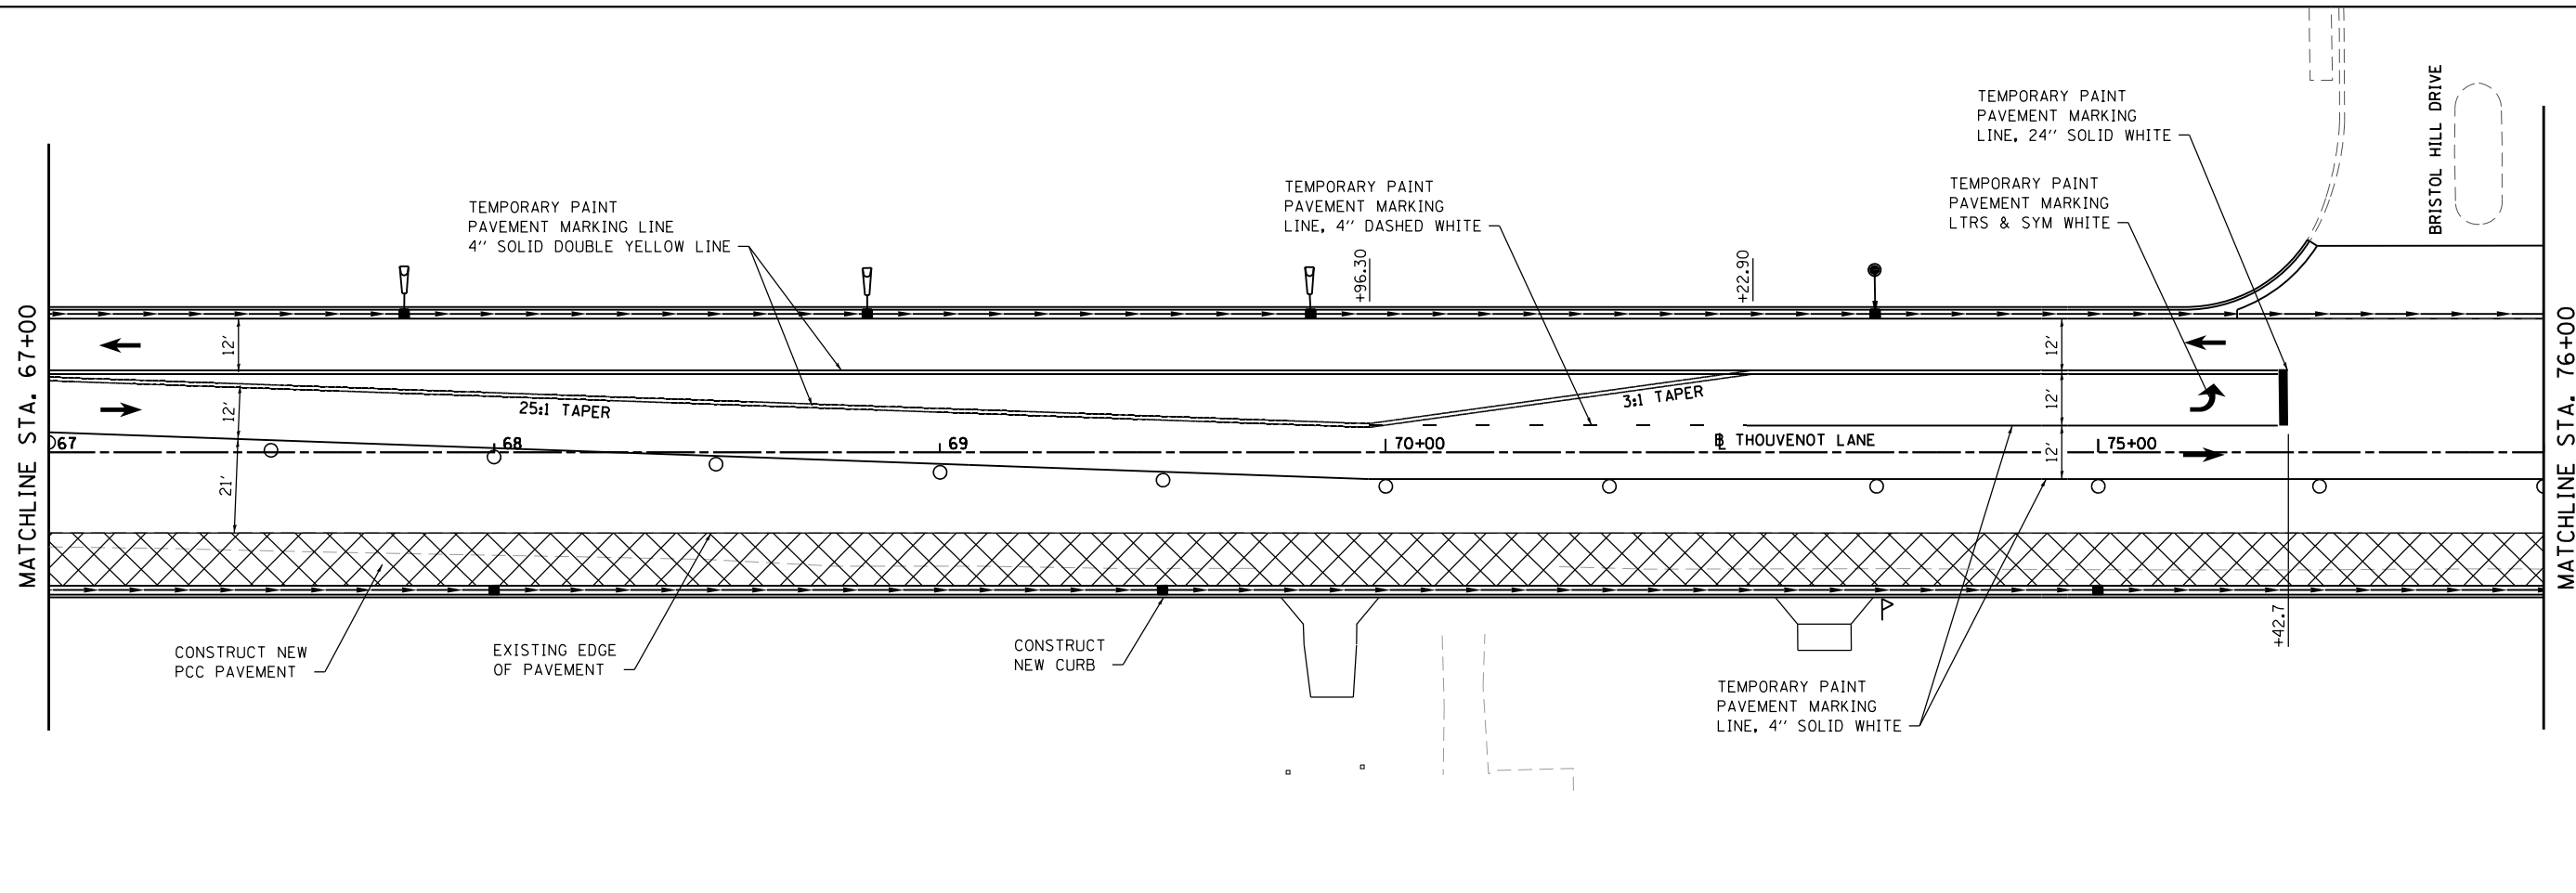 TEMPORARY PAINT
PAVEMENT MARKING
LINE, 24" SOLID WHITE
BRISTOL HILL DRIVE
TEMPORARY PAINT
PAVEMENT MARKING
LTRS & SYM WHITE
TEMPORARY PAINT
PAVEMENT MARKING
LINE, 4" DASHED WHITE
TEMPORARY PAINT
PAVEMENT MARKING LINE
4" SOLID DOUBLE YELLOW LINE
+96.30
+22.90
MATCHLINE STA. 67+00
MATCHLINE STA. 76+00
12'
12'
12'
25:1 TAPER
3:1 TAPER
12'
67
68
69
70+00
℄ THOUVENOT LANE
12'
75+00
21'
+42.7
CONSTRUCT NEW
PCC PAVEMENT
EXISTING EDGE
OF PAVEMENT
CONSTRUCT
NEW CURB
TEMPORARY PAINT
PAVEMENT MARKING
LINE, 4" SOLID WHITE